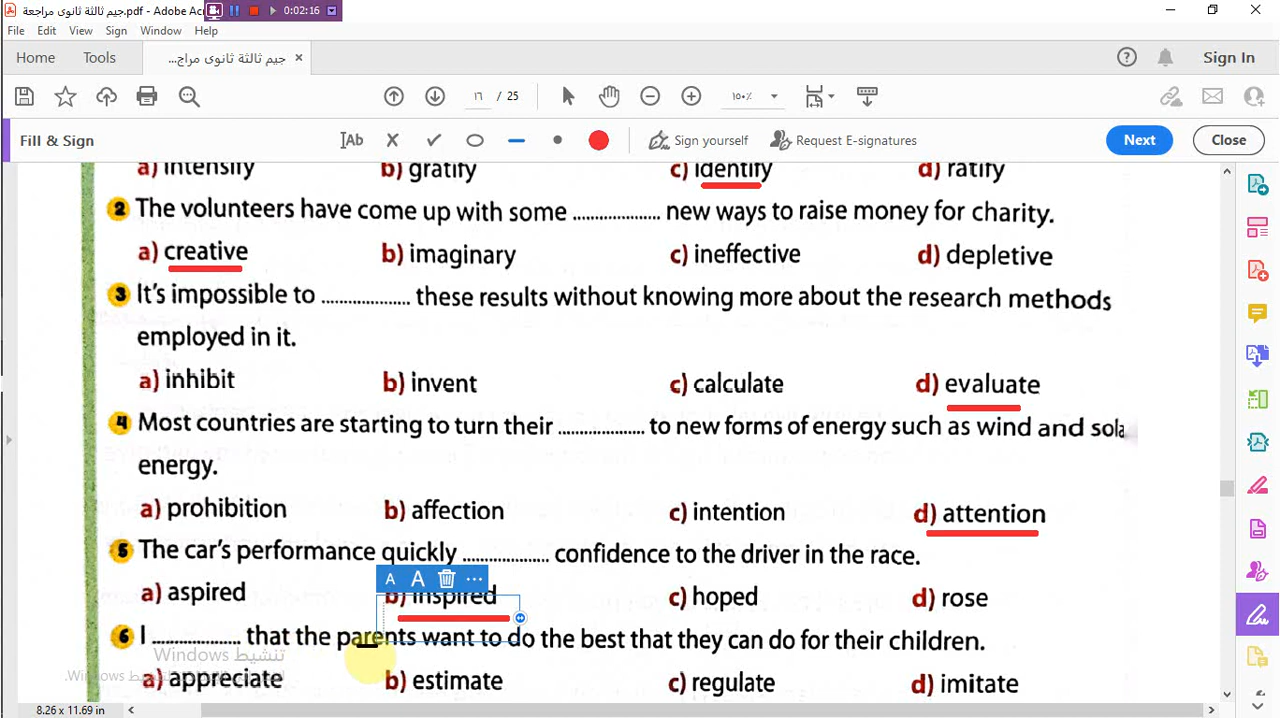 جيم ثالثة ثانوى مراجعة.pdf - Adobe Acr
0:02:16
File Edit View Sign Window Help
Home Tools جيم ثالثة ثانوى مراج... × Sign In
١٦ / 25 ١٥٠٪
Fill & Sign IAb Sign yourself Request E-signatures Next Close
a) intensify b) gratify c) identify d) ratify
2 The volunteers have come up with some .................... new ways to raise money for charity.
a) creative b) imaginary c) ineffective d) depletive
3 It's impossible to .................... these results without knowing more about the research methods
employed in it.
a) inhibit b) invent c) calculate d) evaluate
4 Most countries are starting to turn their .................... to new forms of energy such as wind and sola
energy.
a) prohibition b) affection c) intention d) attention
5 The car's performance quickly .................... confidence to the driver in the race.
A A ...
a) aspired b) inspired c) hoped d) rose
6 I .................... that the parents want to do the best that they can do for their children.
تنشيط Windows
a) appreciate b) estimate c) regulate d) imitate
8.26 x 11.69 in